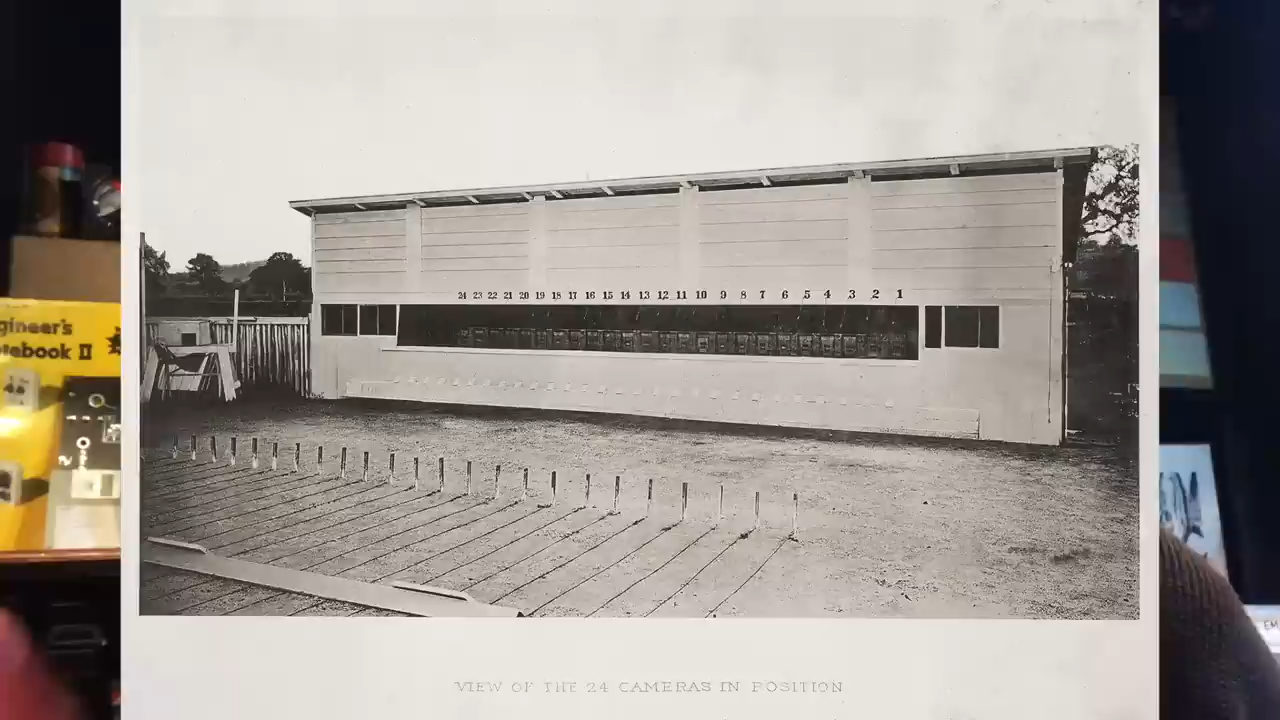 24 23 22 21 20 19 18 17 16 15 14 13 12 11 10 9 8 7 6 5 4 3 2 1
gineer's
tebook II
VIEW OF THE 24 CAMERAS IN POSITION
EM